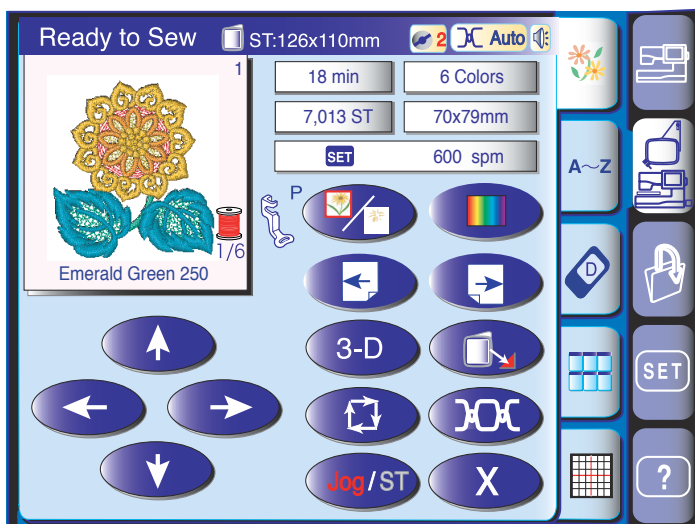 Ready to Sew ST:126x110mm 2 Auto
1
18 min 6 Colors
7,013 ST 70x79mm
SET 600 spm
A~Z
P
1/6
Emerald Green 250
D
3-D
SET
Jog/ST X
?